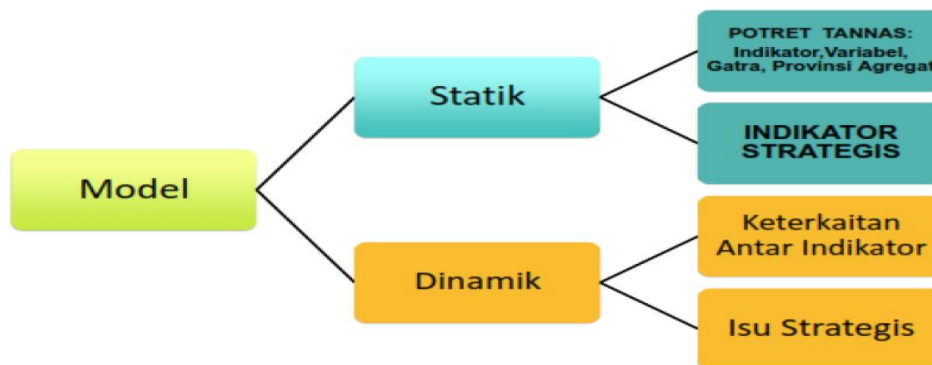 Model
Statik
POTRET TANNAS:
Indikator,Variabel,
Gatra, Provinsi Agregat
INDIKATOR
STRATEGIS
Dinamik
Keterkaitan
Antar Indikator
Isu Strategis